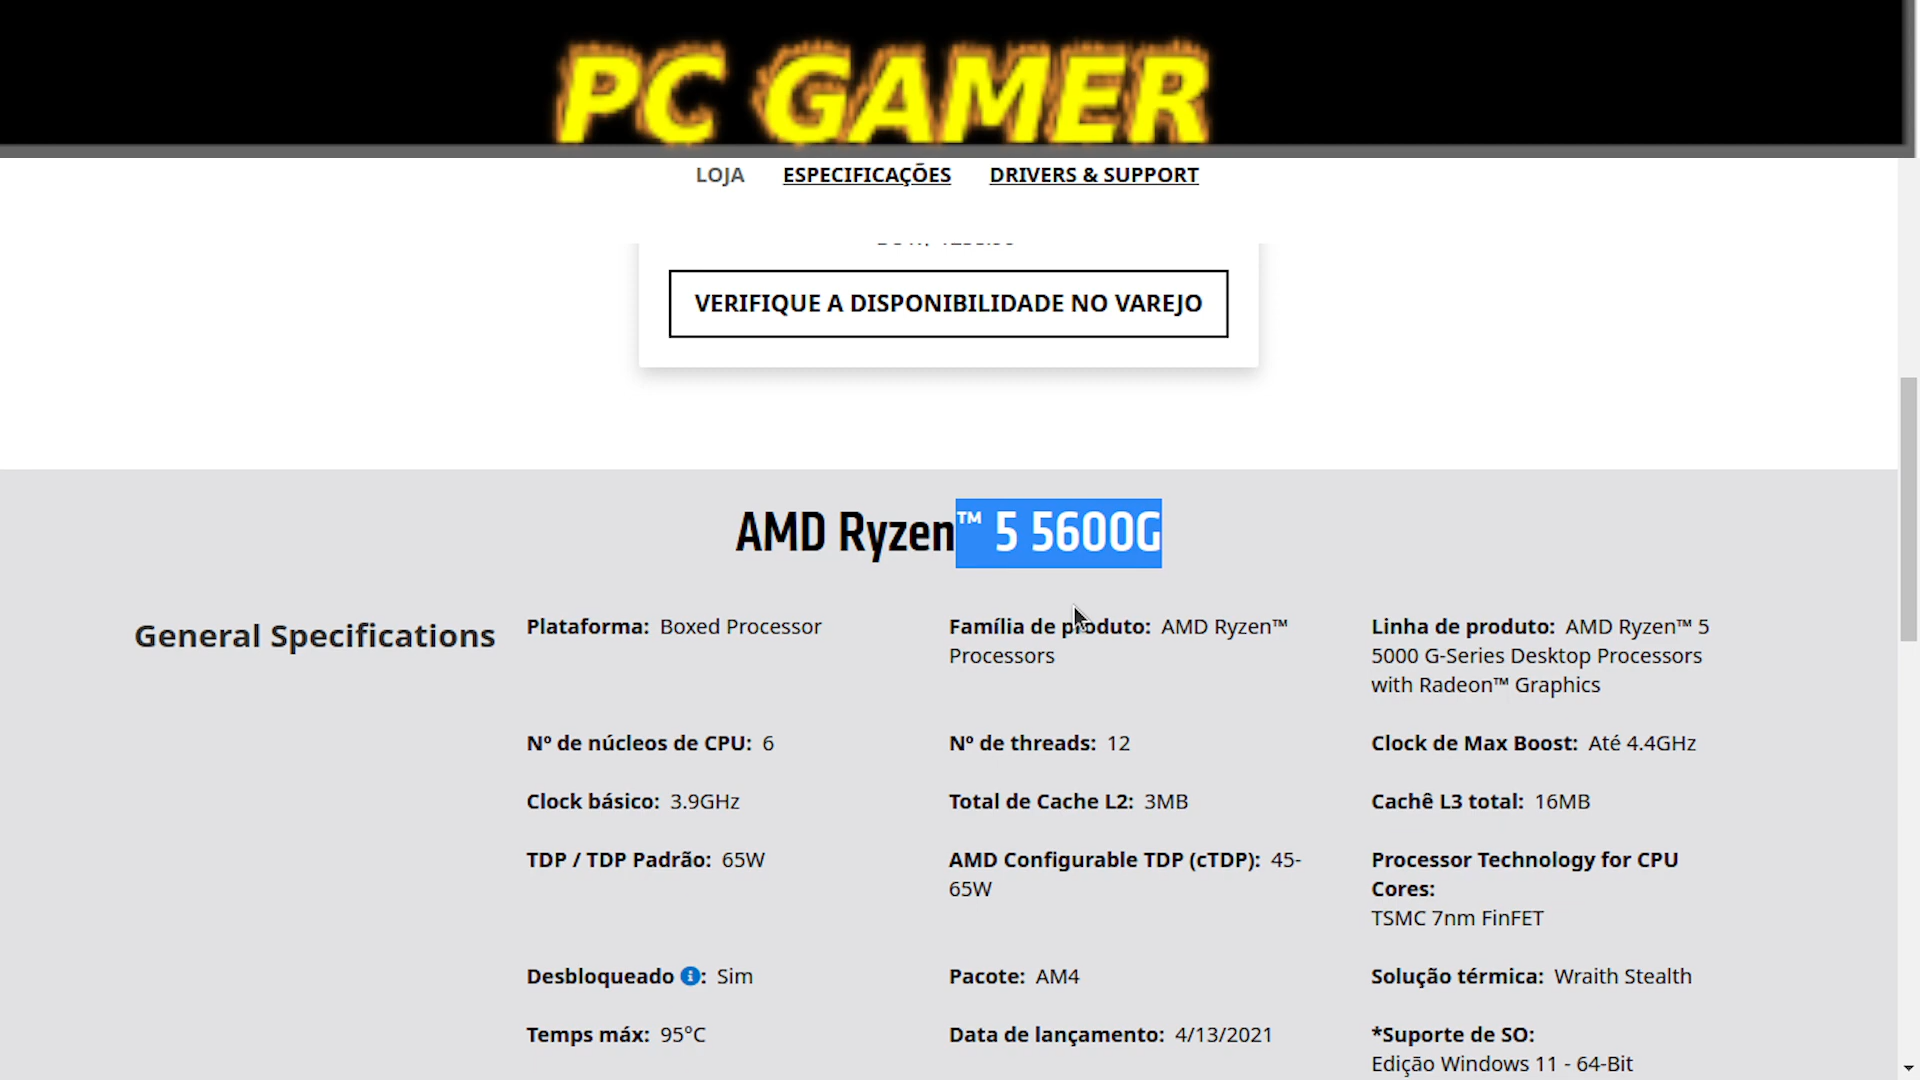 PC GAMER
LOJA ESPECIFICAÇÕES DRIVERS & SUPPORT
VERIFIQUE A DISPONIBILIDADE NO VAREJO
AMD Ryzen™ 5 5600G
General Specifications
Plataforma: Boxed Processor
Família de produto: AMD Ryzen™
Processors
Linha de produto: AMD Ryzen™ 5
5000 G-Series Desktop Processors
with Radeon™ Graphics
Nº de núcleos de CPU: 6
Nº de threads: 12
Clock de Max Boost: Até 4.4GHz
Clock básico: 3.9GHz
Total de Cache L2: 3MB
Cachê L3 total: 16MB
TDP / TDP Padrão: 65W
AMD Configurable TDP (cTDP): 45-
65W
Processor Technology for CPU
Cores:
TSMC 7nm FinFET
Desbloqueado : Sim
Pacote: AM4
Solução térmica: Wraith Stealth
Temps máx: 95°C
Data de lançamento: 4/13/2021
*Suporte de SO:
Edição Windows 11 - 64-Bit